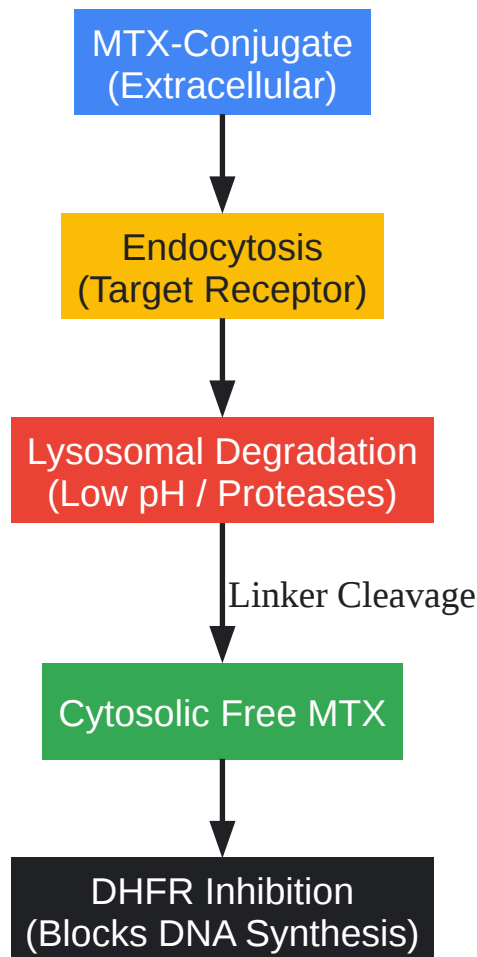 MTX-Conjugate
(Extracellular)
Endocytosis
(Target Receptor)
Lysosomal Degradation
(Low pH / Proteases)
Linker Cleavage
Cytosolic Free MTX
DHFR Inhibition
(Blocks DNA Synthesis)